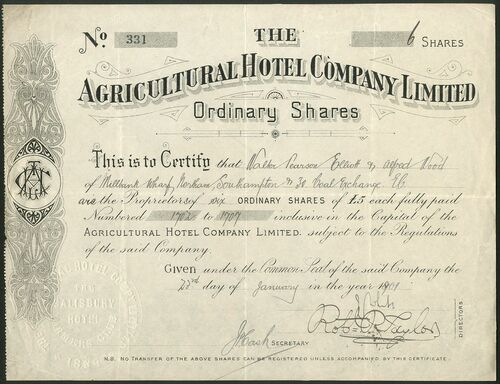 No. 331 THE 6 SHARES
AGRICULTURAL HOTEL COMPANY LIMITED
Ordinary Shares
This is to Certify that Walter Pearson Elliott & Alfred Wood
of Millbank Wharf, Northam, Southampton & 38 Coal Exchange E.C.
are the Proprietors of six ORDINARY SHARES of £5 each fully paid
Numbered 1702 to 1707 inclusive in the Capital of the
AGRICULTURAL HOTEL COMPANY LIMITED. subject to the Regulations
of the said Company.
Given under the Common Seal of the said Company the
22nd day of January in the year 1901
Robt Taylor
DIRECTORS
SECRETARY
THE
SALISBURY
HOTEL
N.B. NO TRANSFER OF THE ABOVE SHARES CAN BE REGISTERED UNLESS ACCOMPANIED BY THIS CERTIFICATE.